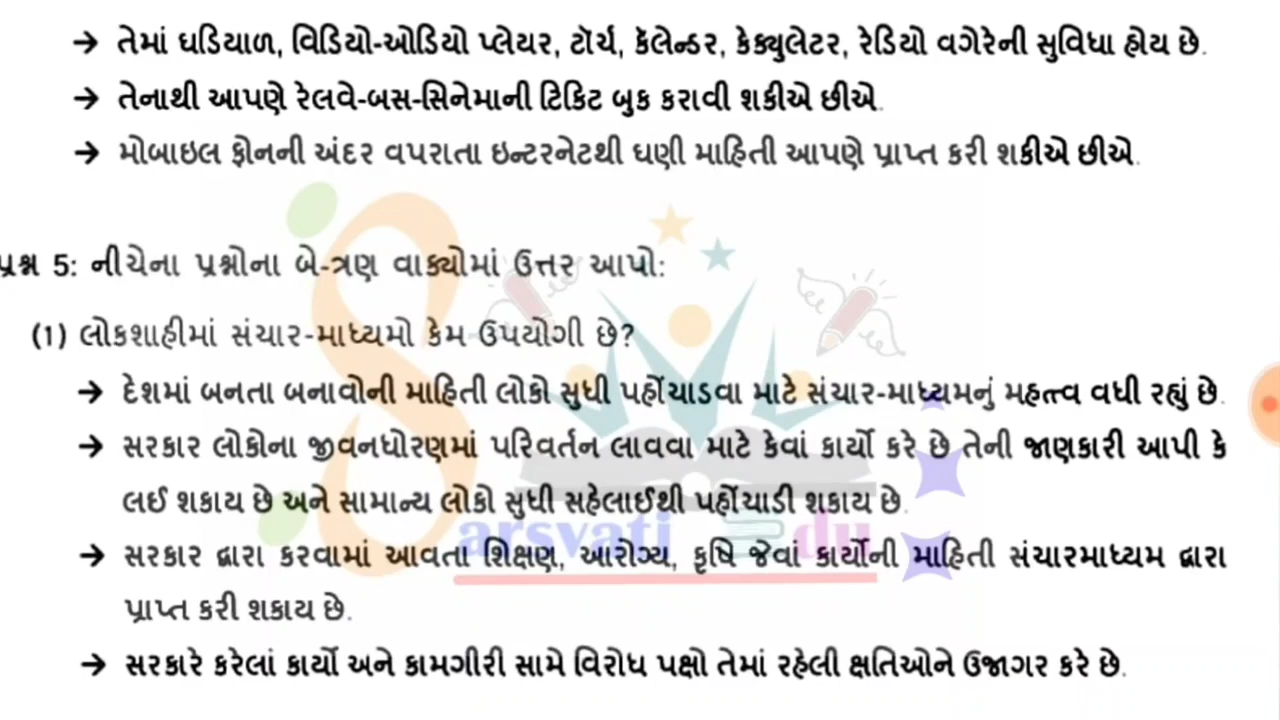 → તેમાં ઘડિયાળ, વિડિયો-ઓડિયો પ્લેયર, ટૉર્ચ, કૅલેન્ડર, કેક્યુલેટર, રેડિયો વગેરેની સુવિધા હોય છે.
→ તેનાથી આપણે રેલવે-બસ-સિનેમાની ટિકિટ બુક કરાવી શકીએ છીએ.
→ મોબાઇલ ફોનની અંદર વપરાતા ઇન્ટરનેટથી ઘણી માહિતી આપણે પ્રાપ્ત કરી શકીએ છીએ.
પ્રશ્ન 5: નીચેના પ્રશ્નોના બે-ત્રણ વાક્યોમાં ઉત્તર આપો:
(1) લોકશાહીમાં સંચાર-માધ્યમો કેમ ઉપયોગી છે?
→ દેશમાં બનતા બનાવોની માહિતી લોકો સુધી પહોંચાડવા માટે સંચાર-માધ્યમનું મહત્ત્વ વધી રહ્યું છે.
→ સરકાર લોકોના જીવનધોરણમાં પરિવર્તન લાવવા માટે કેવાં કાર્યો કરે છે તેની જાણકારી આપી કે
લઈ શકાય છે અને સામાન્ય લોકો સુધી સહેલાઈથી પહોંચાડી શકાય છે.
arsvati Edu
→ સરકાર દ્વારા કરવામાં આવતા શિક્ષણ, આરોગ્ય, કૃષિ જેવાં કાર્યોની માહિતી સંચારમાધ્યમ દ્વારા
પ્રાપ્ત કરી શકાય છે.
→ સરકારે કરેલાં કાર્યો અને કામગીરી સામે વિરોધ પક્ષો તેમાં રહેલી ક્ષતિઓને ઉજાગર કરે છે.